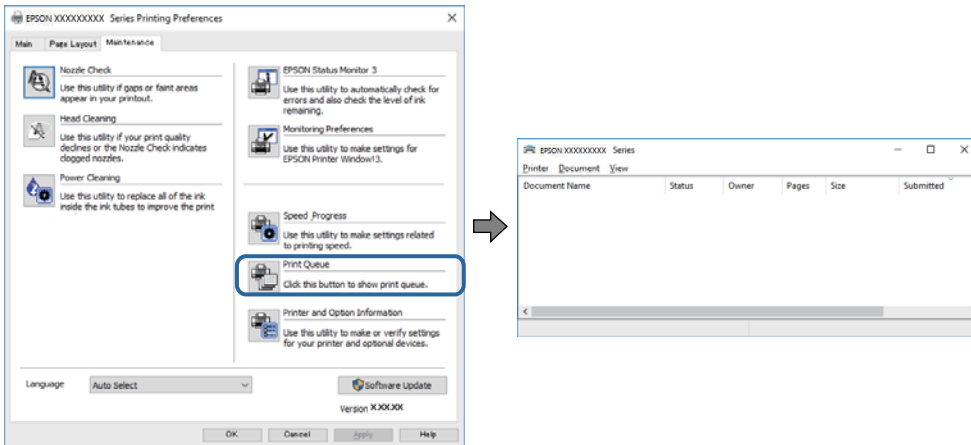 EPSON XXXXXXXXX Series Printing Preferences
Main Page Layout Maintenance
Nozzle Check
Use this utility if gaps or faint areas
appear in your printout.
Head Cleaning
Use this utility if your print quality
declines or the Nozzle Check indicates
clogged nozzles.
Power Cleaning
Use this utility to replace all of the ink
inside the ink tubes to improve the print
EPSON Status Monitor 3
Use this utility to automatically check for
errors and also check the level of ink
remaining.
Monitoring Preferences
Use this utility to make settings for
EPSON Printer Window!3.
Speed Progress
Use this utility to make settings related
to printing speed.
Print Queue
Click this button to show print queue.
Printer and Option Information
Use this utility to make or verify settings
for your printer and optional devices.
Language Auto Select
Software Update
Version X.XX.XX
OK Cancel Apply Help
EPSON XXXXXXXXX Series
Printer Document View
Document Name Status Owner Pages Size Submitted